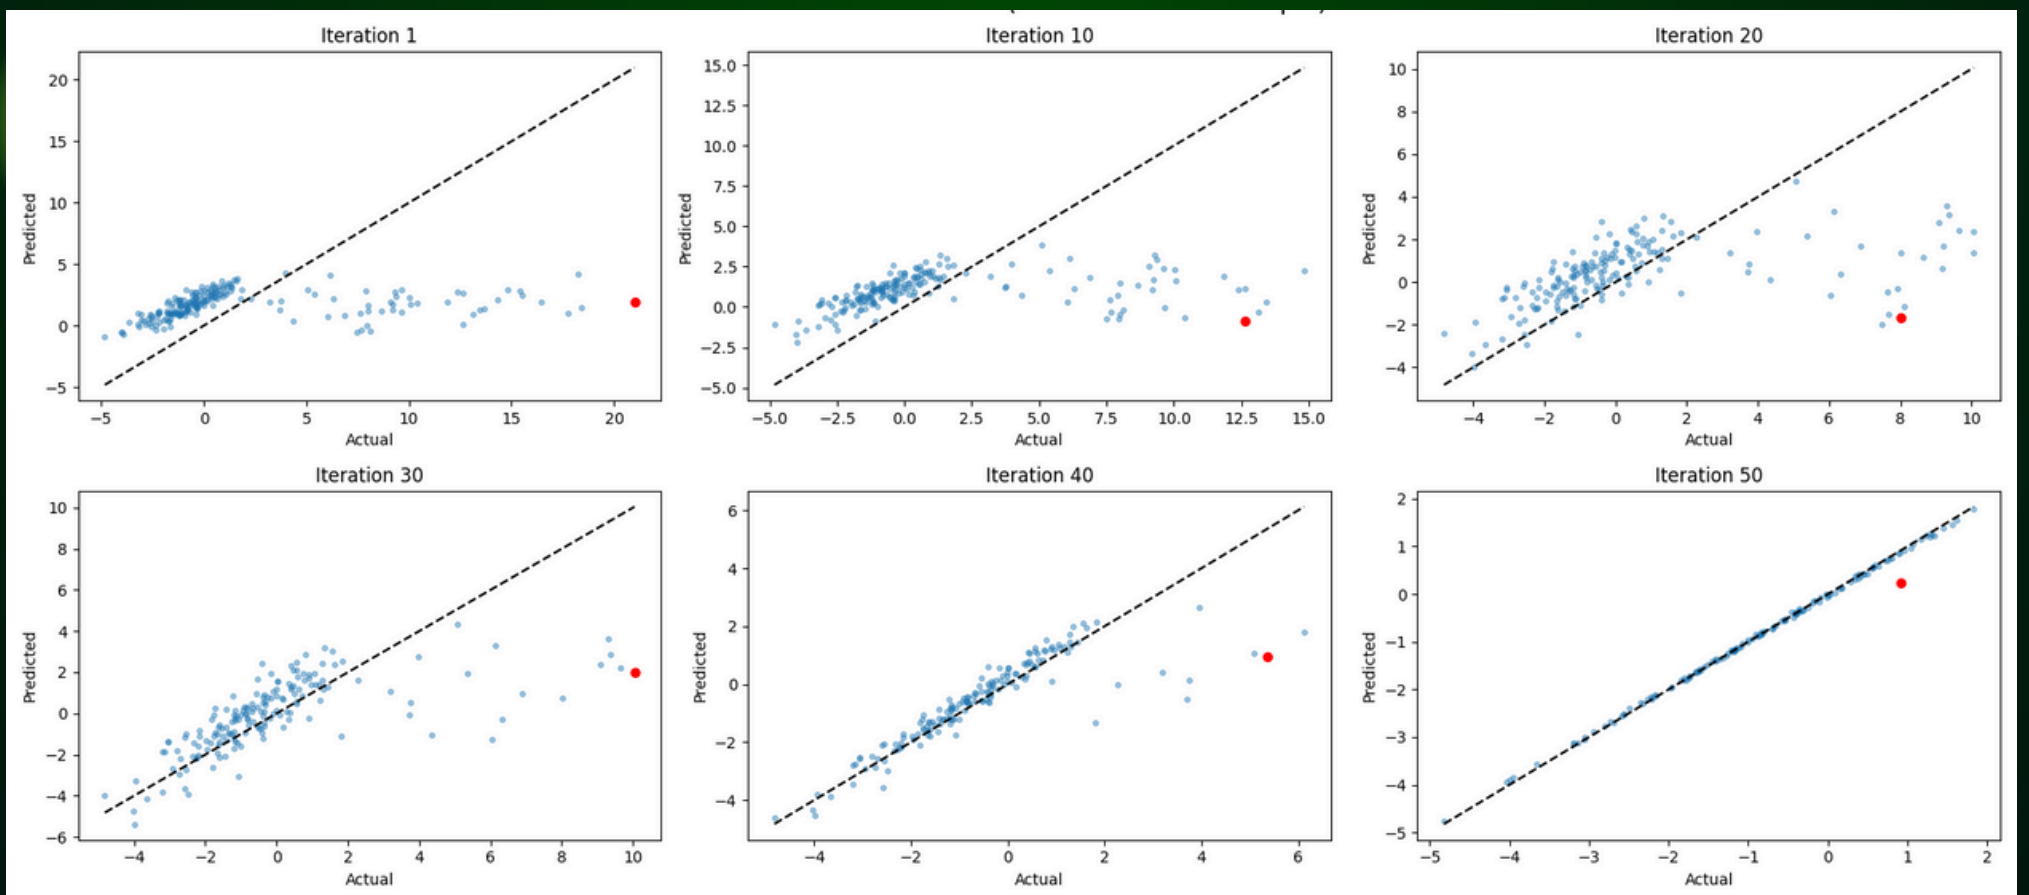 Iteration 1
20
15
10
5
0
−5
Predicted
−5 0 5 10 15 20
Actual
Iteration 10
15.0
12.5
10.0
7.5
5.0
2.5
0.0
−2.5
−5.0
Predicted
−5.0 −2.5 0.0 2.5 5.0 7.5 10.0 12.5 15.0
Actual
Iteration 20
10
8
6
4
2
0
−2
−4
Predicted
−4 −2 0 2 4 6 8 10
Actual
Iteration 30
10
8
6
4
2
0
−2
−4
−6
Predicted
−4 −2 0 2 4 6 8 10
Actual
Iteration 40
6
4
2
0
−2
−4
Predicted
−4 −2 0 2 4 6
Actual
Iteration 50
2
1
0
−1
−2
−3
−4
−5
Predicted
−5 −4 −3 −2 −1 0 1 2
Actual